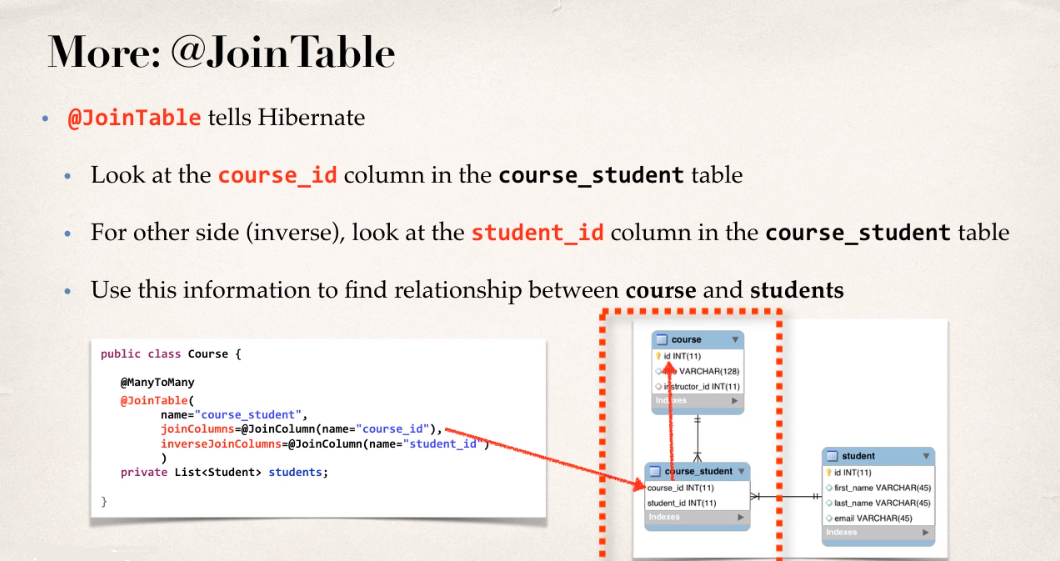 More: @JoinTable
• @JoinTable tells Hibernate
• Look at the course_id column in the course_student table
• For other side (inverse), look at the student_id column in the course_student table
• Use this information to find relationship between course and students
public class Course {
@ManyToMany
@JoinTable(
name="course_student",
joinColumns=@JoinColumn(name="course_id"),
inverseJoinColumns=@JoinColumn(name="student_id")
)
private List<Student> students;
}
course
id INT(11)
VARCHAR(128)
instructor_id INT(11)
Indexes
course_student
course_id INT(11)
student_id INT(11)
Indexes
student
id INT(11)
first_name VARCHAR(45)
last_name VARCHAR(45)
email VARCHAR(45)
Indexes